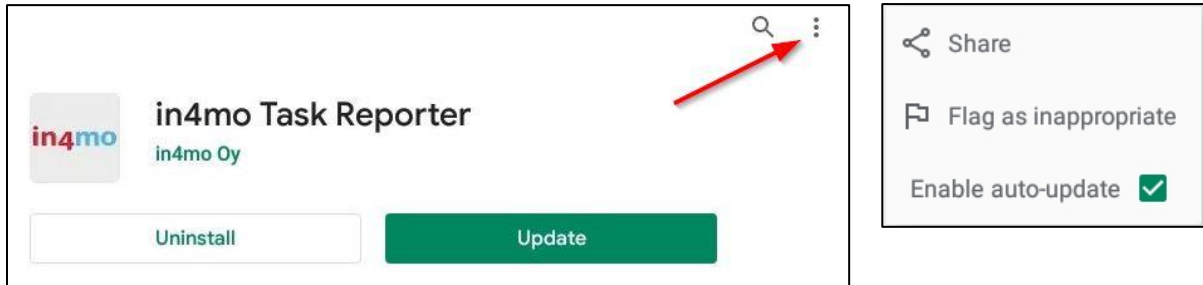 in4mo
in4mo Task Reporter
in4mo Oy
Uninstall
Update
Share
Flag as inappropriate
Enable auto-update